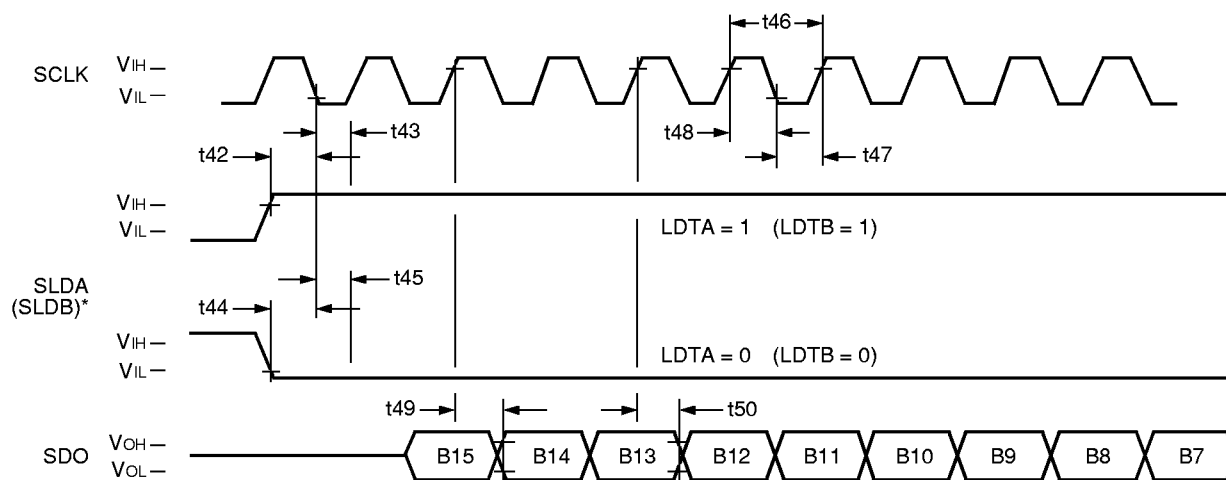 t46
SCLK
VIH
VIL
t43
t48
t42
t47
VIH
VIL
LDTA = 1 (LDTB = 1)
SLDA
(SLDB)*
t45
t44
VIH
VIL
LDTA = 0 (LDTB = 0)
t49
t50
SDO
VOH
VOL
B15 B14 B13 B12 B11 B10 B9 B8 B7